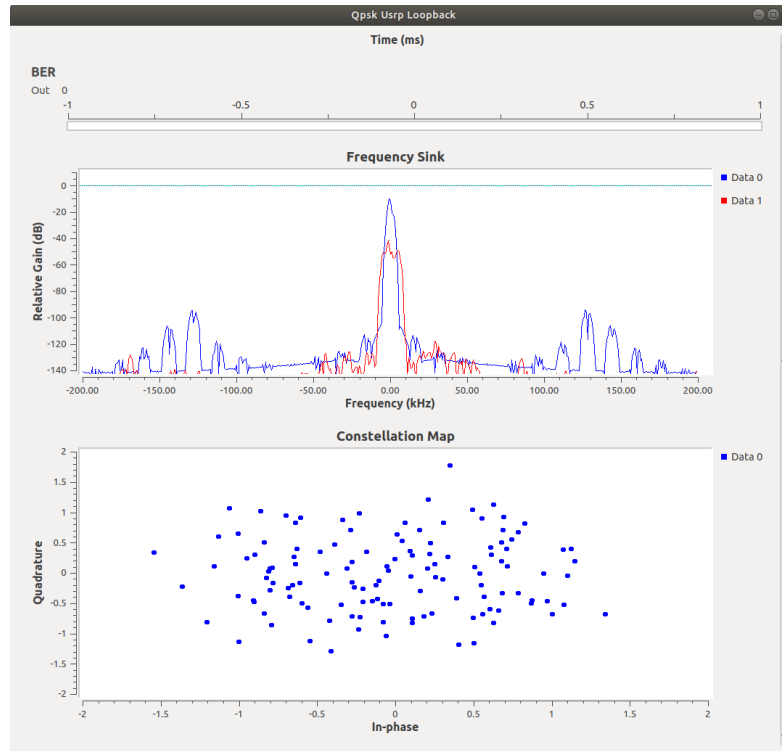 Qpsk Usrp Loopback
Time (ms)
BER
Out 0
-1 -0.5 0 0.5 1
Frequency Sink
0
-20
-40
-60
-80
-100
-120
-140
Relative Gain (dB)
-200.00 -150.00 -100.00 -50.00 0.00 50.00 100.00 150.00 200.00
Frequency (kHz)
Data 0
Data 1
Constellation Map
2
1.5
1
0.5
0
-0.5
-1
-1.5
-2
Quadrature
-2 -1.5 -1 -0.5 0 0.5 1 1.5 2
In-phase
Data 0